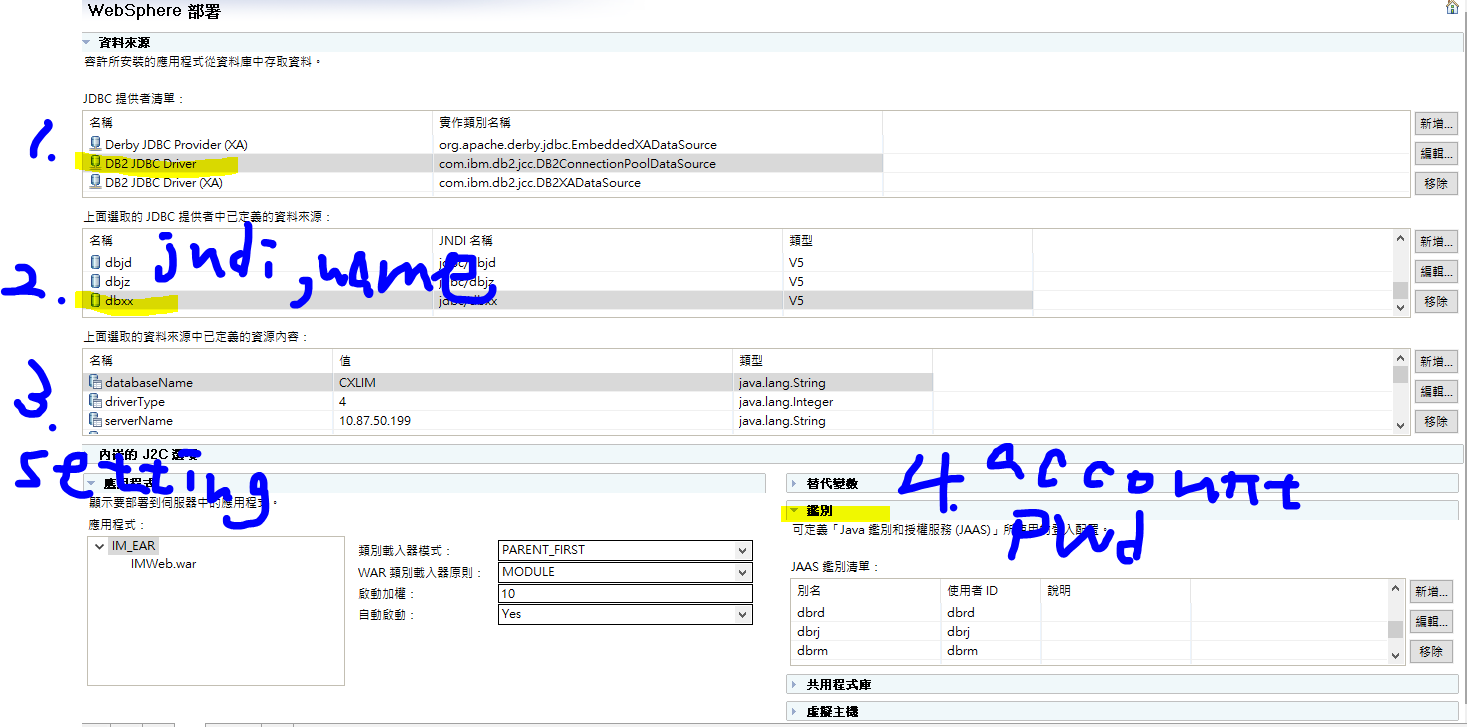 WebSphere 部署
資料來源
容許所安裝的應用程式從資料庫中存取資料。
JDBC 提供者清單：
名稱 實作類別名稱
Derby JDBC Provider (XA) org.apache.derby.jdbc.EmbeddedXADataSource
新增...
1.
DB2 JDBC Driver com.ibm.db2.jcc.DB2ConnectionPoolDataSource
編輯...
DB2 JDBC Driver (XA) com.ibm.db2.jcc.DB2XADataSource
移除
上面選取的 JDBC 提供者中已定義的資料來源：
名稱 JNDI 名稱 類型
新增...
jndi, name
dbjd jdbc/dbjd V5
編輯...
2.
dbjz jdbc/dbjz V5
dbxx jdbc/dbxx V5
移除
上面選取的資料來源中已定義的資源內容：
名稱 值 類型
新增...
3.
databaseName CXLIM java.lang.String
編輯...
driverType 4 java.lang.Integer
serverName 10.87.50.199 java.lang.String
移除
內嵌的 J2C 選項
setting
應用程式
顯示要部署到伺服器中的應用程式。
應用程式：
IM_EAR
IMWeb.war
類別載入器模式： PARENT_FIRST
WAR 類別載入器原則： MODULE
啟動加權： 10
自動啟動： Yes
4. account
pwd
替代變數
鑑別
可定義「Java 鑑別和授權服務 (JAAS)」所使用的登入配置。
JAAS 鑑別清單：
別名 使用者 ID 說明
新增...
dbrd dbrd
編輯...
dbrj dbrj
dbrm dbrm
移除
共用程式庫
虛擬主機